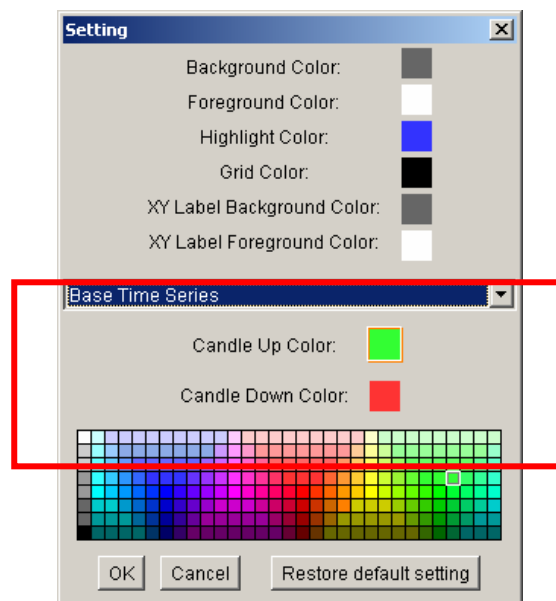 Setting
Background Color:
Foreground Color:
Highlight Color:
Grid Color:
XY Label Background Color:
XY Label Foreground Color:
Base Time Series
Candle Up Color:
Candle Down Color:
OK Cancel Restore default setting